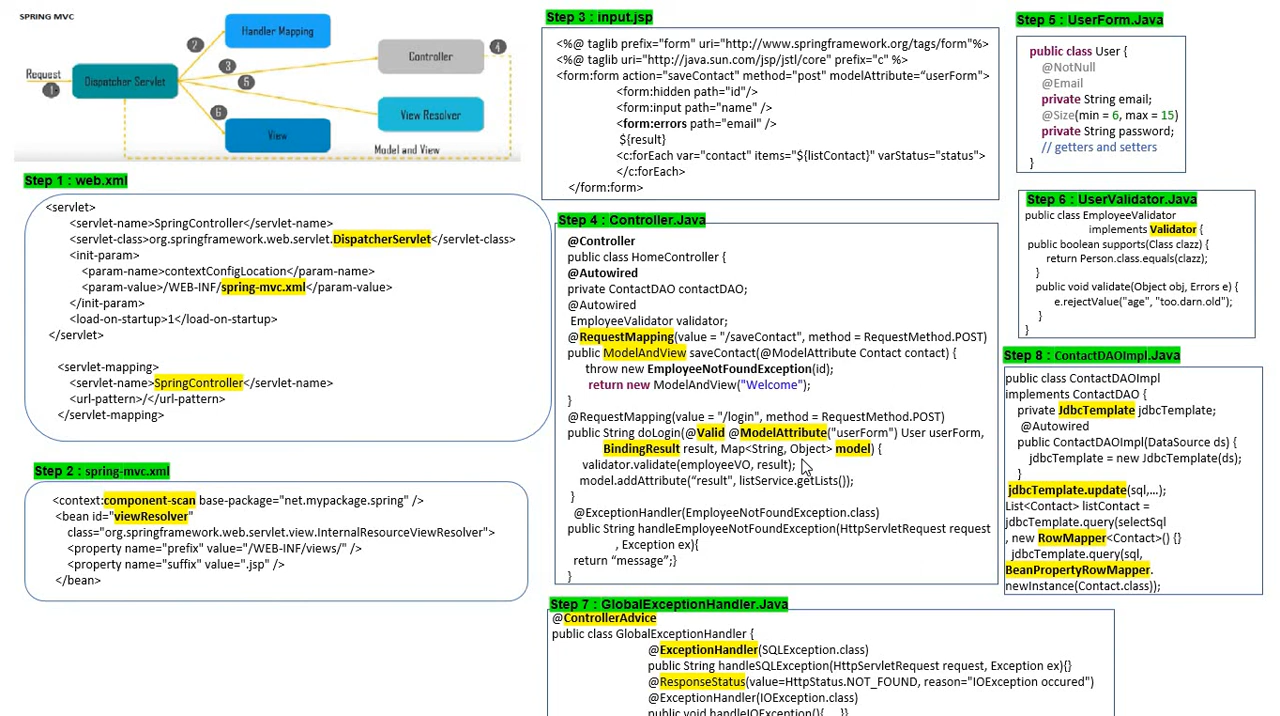 SPRING MVC
Request
1
Dispatcher Servlet
2
Handler Mapping
3
Controller
4
5
View Resolver
6
View
Model and View
Step 1 : web.xml
<servlet>
<servlet-name>SpringController</servlet-name>
<servlet-class>org.springframework.web.servlet.DispatcherServlet</servlet-class>
<init-param>
<param-name>contextConfigLocation</param-name>
<param-value>/WEB-INF/spring-mvc.xml</param-value>
</init-param>
<load-on-startup>1</load-on-startup>
</servlet>
<servlet-mapping>
<servlet-name>SpringController</servlet-name>
<url-pattern>/</url-pattern>
</servlet-mapping>
Step 2 : spring-mvc.xml
<context:component-scan base-package="net.mypackage.spring" />
<bean id="viewResolver"
class="org.springframework.web.servlet.view.InternalResourceViewResolver">
<property name="prefix" value="/WEB-INF/views/" />
<property name="suffix" value=".jsp" />
</bean>
Step 3 : input.jsp
<%@ taglib prefix="form" uri="http://www.springframework.org/tags/form"%>
<%@ taglib uri="http://java.sun.com/jsp/jstl/core" prefix="c" %>
<form:form action="saveContact" method="post" modelAttribute=“userForm">
<form:hidden path="id"/>
<form:input path="name" />
<form:errors path="email" />
${result}
<c:forEach var="contact" items="${listContact}" varStatus="status">
</c:forEach>
</form:form>
Step 4 : Controller.Java
@Controller
public class HomeController {
@Autowired
private ContactDAO contactDAO;
@Autowired
EmployeeValidator validator;
@RequestMapping(value = "/saveContact", method = RequestMethod.POST)
public ModelAndView saveContact(@ModelAttribute Contact contact) {
throw new EmployeeNotFoundException(id);
return new ModelAndView("Welcome");
}
@RequestMapping(value = "/login", method = RequestMethod.POST)
public String doLogin(@Valid @ModelAttribute("userForm") User userForm,
BindingResult result, Map<String, Object> model) {
validator.validate(employeeVO, result);
model.addAttribute(“result", listService.getLists());
}
@ExceptionHandler(EmployeeNotFoundException.class)
public String handleEmployeeNotFoundException(HttpServletRequest request
, Exception ex){
return “message”;}
}
Step 5 : UserForm.Java
public class User {
@NotNull
@Email
private String email;
@Size(min = 6, max = 15)
private String password;
// getters and setters
}
Step 6 : UserValidator.Java
public class EmployeeValidator
implements Validator {
public boolean supports(Class clazz) {
return Person.class.equals(clazz);
}
public void validate(Object obj, Errors e) {
e.rejectValue("age", "too.darn.old");
}
}
Step 8 : ContactDAOImpl.Java
public class ContactDAOImpl
implements ContactDAO {
private JdbcTemplate jdbcTemplate;
@Autowired
public ContactDAOImpl(DataSource ds) {
jdbcTemplate = new JdbcTemplate(ds);
}
jdbcTemplate.update(sql,...);
List<Contact> listContact =
jdbcTemplate.query(selectSql
, new RowMapper<Contact>() {}
jdbcTemplate.query(sql,
BeanPropertyRowMapper.
newInstance(Contact.class));
Step 7 : GlobalExceptionHandler.Java
@ControllerAdvice
public class GlobalExceptionHandler {
@ExceptionHandler(SQLException.class)
public String handleSQLException(HttpServletRequest request, Exception ex){}
@ResponseStatus(value=HttpStatus.NOT_FOUND, reason="IOException occured")
@ExceptionHandler(IOException.class)
public void handleIOException(){ ... }}